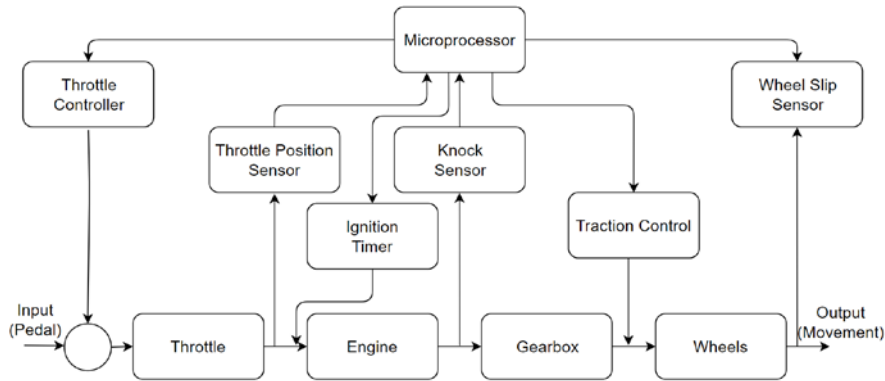 Microprocessor
Throttle
Controller
Wheel Slip
Sensor
Throttle Position
Sensor
Knock
Sensor
Ignition
Timer
Traction Control
Input
(Pedal)
Throttle
Engine
Gearbox
Wheels
Output
(Movement)